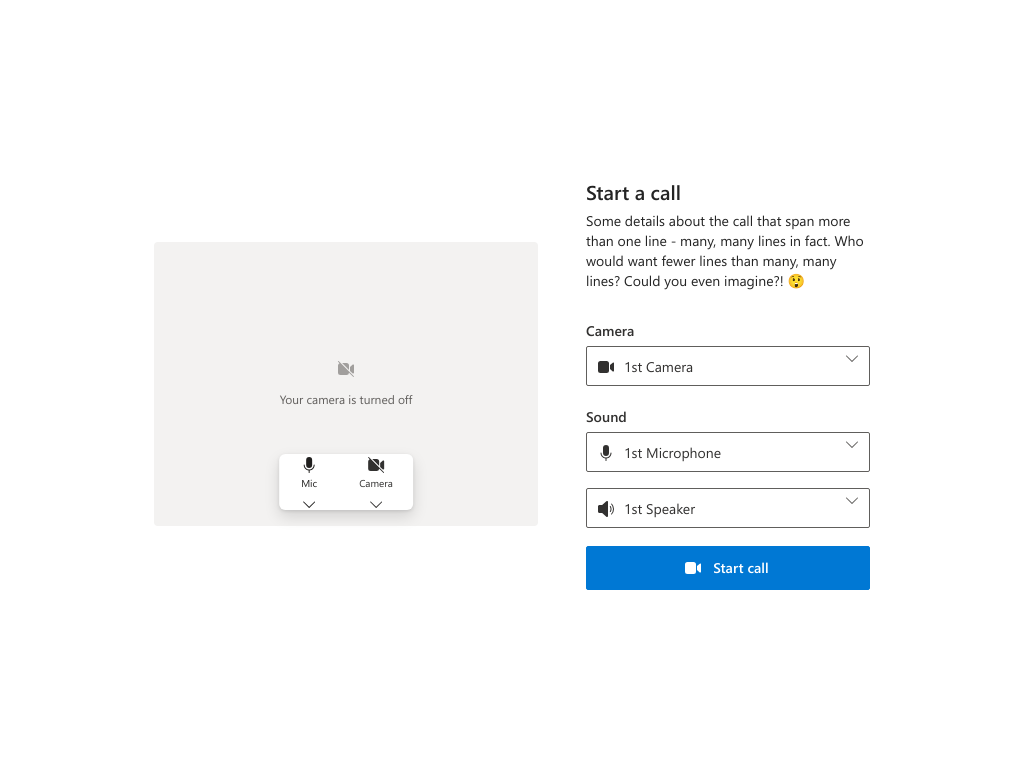 Start a call
Some details about the call that span more
than one line - many, many lines in fact. Who
would want fewer lines than many, many
lines? Could you even imagine?! 😲
Your camera is turned off
Mic
Camera
Camera
1st Camera
Sound
1st Microphone
1st Speaker
Start call